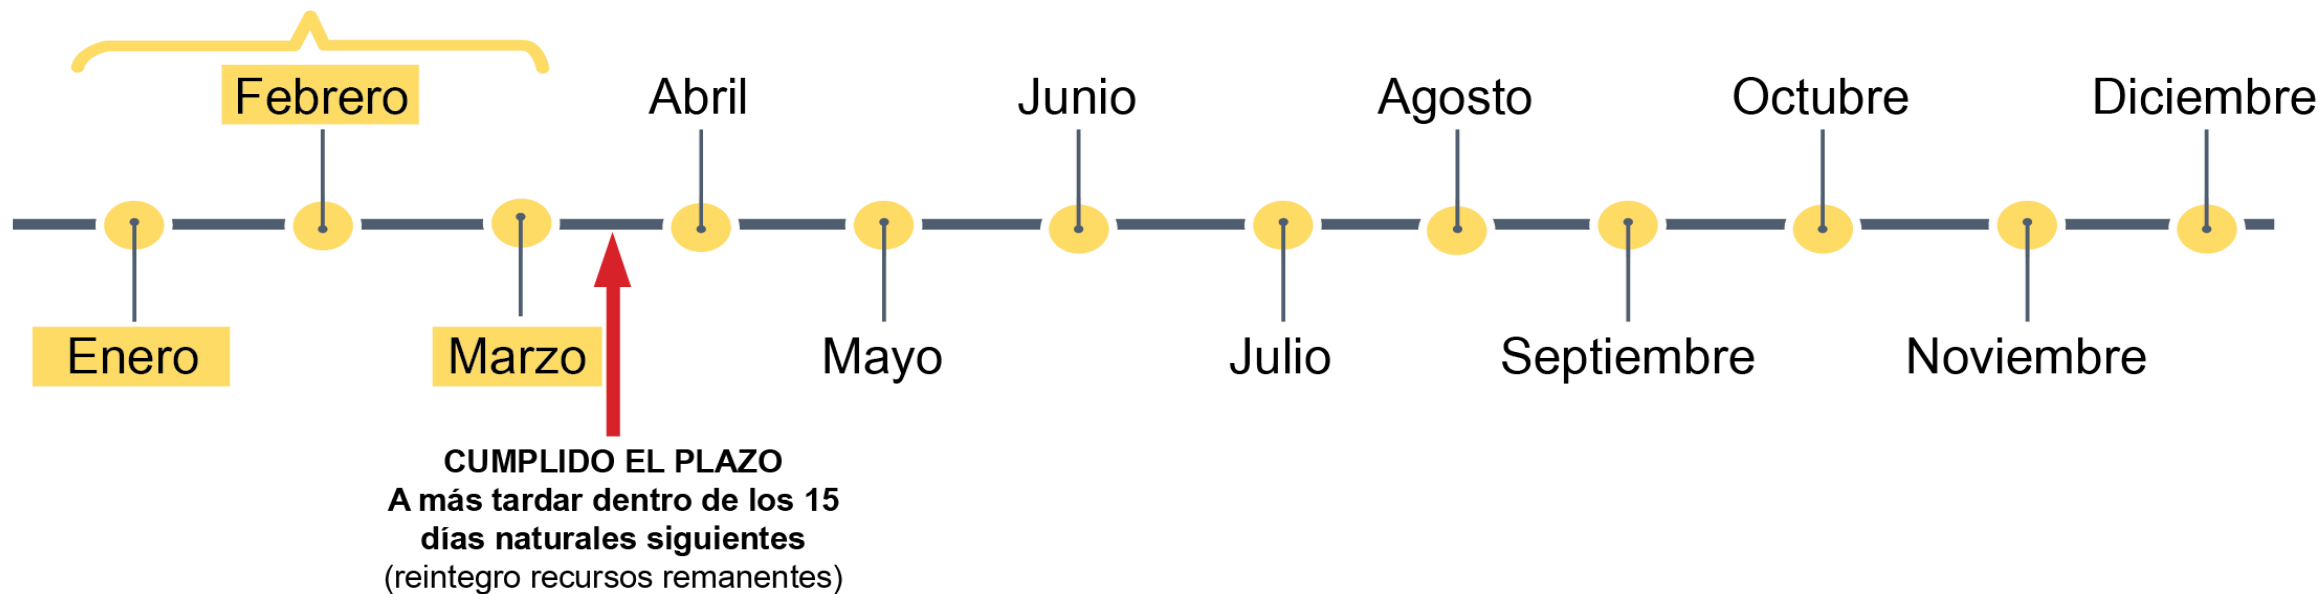 Febrero
Abril
Junio
Agosto
Octubre
Diciembre
Enero
Marzo
Mayo
Julio
Septiembre
Noviembre
CUMPLIDO EL PLAZO
A más tardar dentro de los 15
días naturales siguientes
(reintegro recursos remanentes)